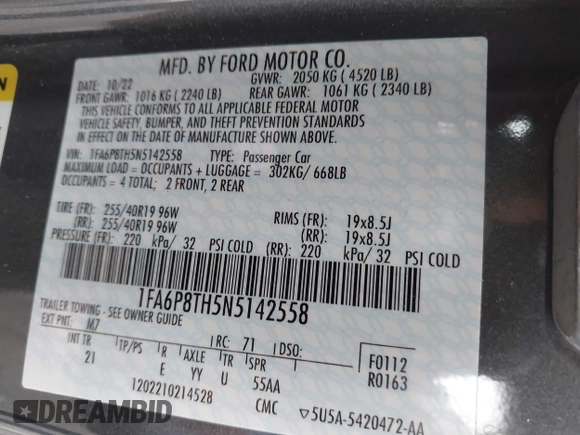 ON
MFD. BY FORD MOTOR CO.
DATE: 10/22 GVWR: 2050 KG ( 4520 LB)
FRONT GAWR: 1016 KG ( 2240 LB) REAR GAWR: 1061 KG ( 2340 LB)
THIS VEHICLE CONFORMS TO ALL APPLICABLE FEDERAL MOTOR
VEHICLE SAFETY, BUMPER, AND THEFT PREVENTION STANDARDS
IN EFFECT ON THE DATE OF MANUFACTURE SHOWN ABOVE.
VIN: 1FA6P8TH5N5142558 TYPE: Passenger Car
MAXIMUM LOAD = OCCUPANTS + LUGGAGE = 302KG/ 668LB
OCCUPANTS = 4 TOTAL; 2 FRONT, 2 REAR
TIRE (FR): 255/40R19 96W RIMS (FR): 19x8.5J
(RR): 255/40R19 96W (RR): 19x8.5J
PRESSURE (FR): 220 kPa/ 32 PSI COLD (RR): 220 kPa/ 32 PSI COLD
1FA6P8TH5N5142558
TRAILER TOWING - SEE OWNER GUIDE
EXT PNT: M7 RC: 71 DSO: F0112
INT TR TP/PS R AXLE TR SPR R0163
21 E YY U 55AA
120221021452​8 CMC ▽5U5A-5420472-AA